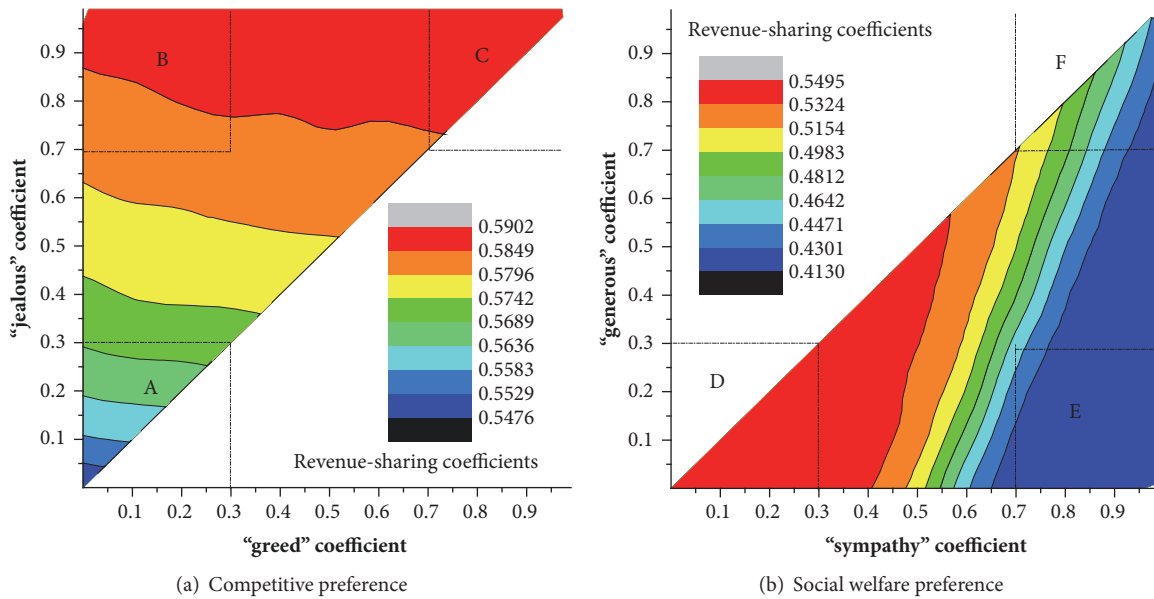 B
C
A
0.9
0.8
0.7
0.6
0.5
0.4
0.3
0.2
0.1
"jealous" coefficient
0.5902
0.5849
0.5796
0.5742
0.5689
0.5636
0.5583
0.5529
0.5476
Revenue-sharing coefficients
0.1 0.2 0.3 0.4 0.5 0.6 0.7 0.8 0.9
"greed" coefficient
(a) Competitive preference
Revenue-sharing coefficients
0.5495
0.5324
0.5154
0.4983
0.4812
0.4642
0.4471
0.4301
0.4130
F
D
E
0.9
0.8
0.7
0.6
0.5
0.4
0.3
0.2
0.1
"generous" coefficient
0.1 0.2 0.3 0.4 0.5 0.6 0.7 0.8 0.9
"sympathy" coefficient
(b) Social welfare preference